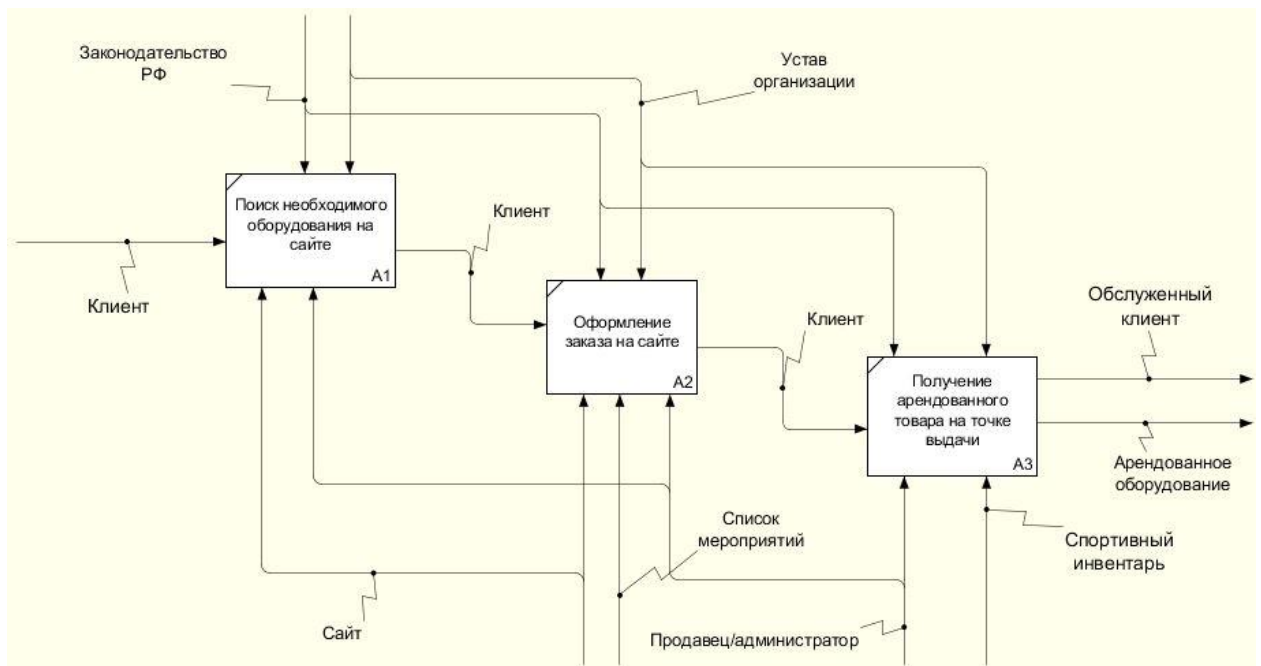 Законодательство
РФ
Устав
организации
Поиск необходимого
оборудования на
сайте
A1
Клиент
Клиент
Оформление
заказа на сайте
A2
Клиент
Обслуженный
клиент
Получение
арендованного
товара на точке
выдачи
A3
Арендованное
оборудование
Список
мероприятий
Спортивный
инвентарь
Сайт
Продавец/администратор